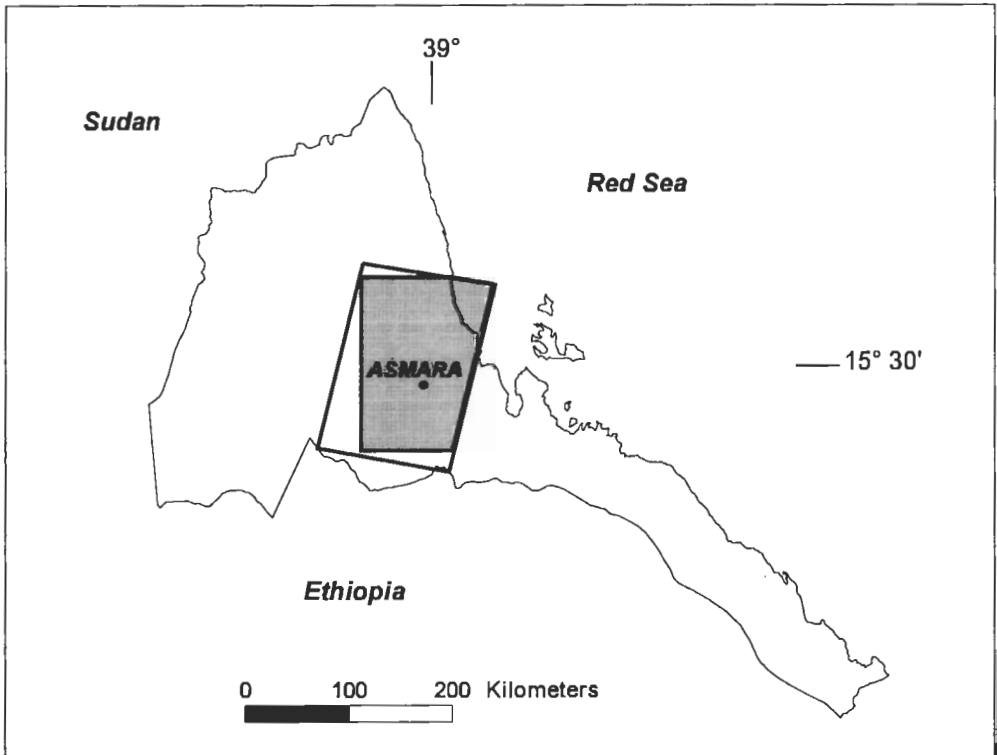 39°
Sudan
Red Sea
15° 30'
ASMARA
Ethiopia
0 100 200 Kilometers